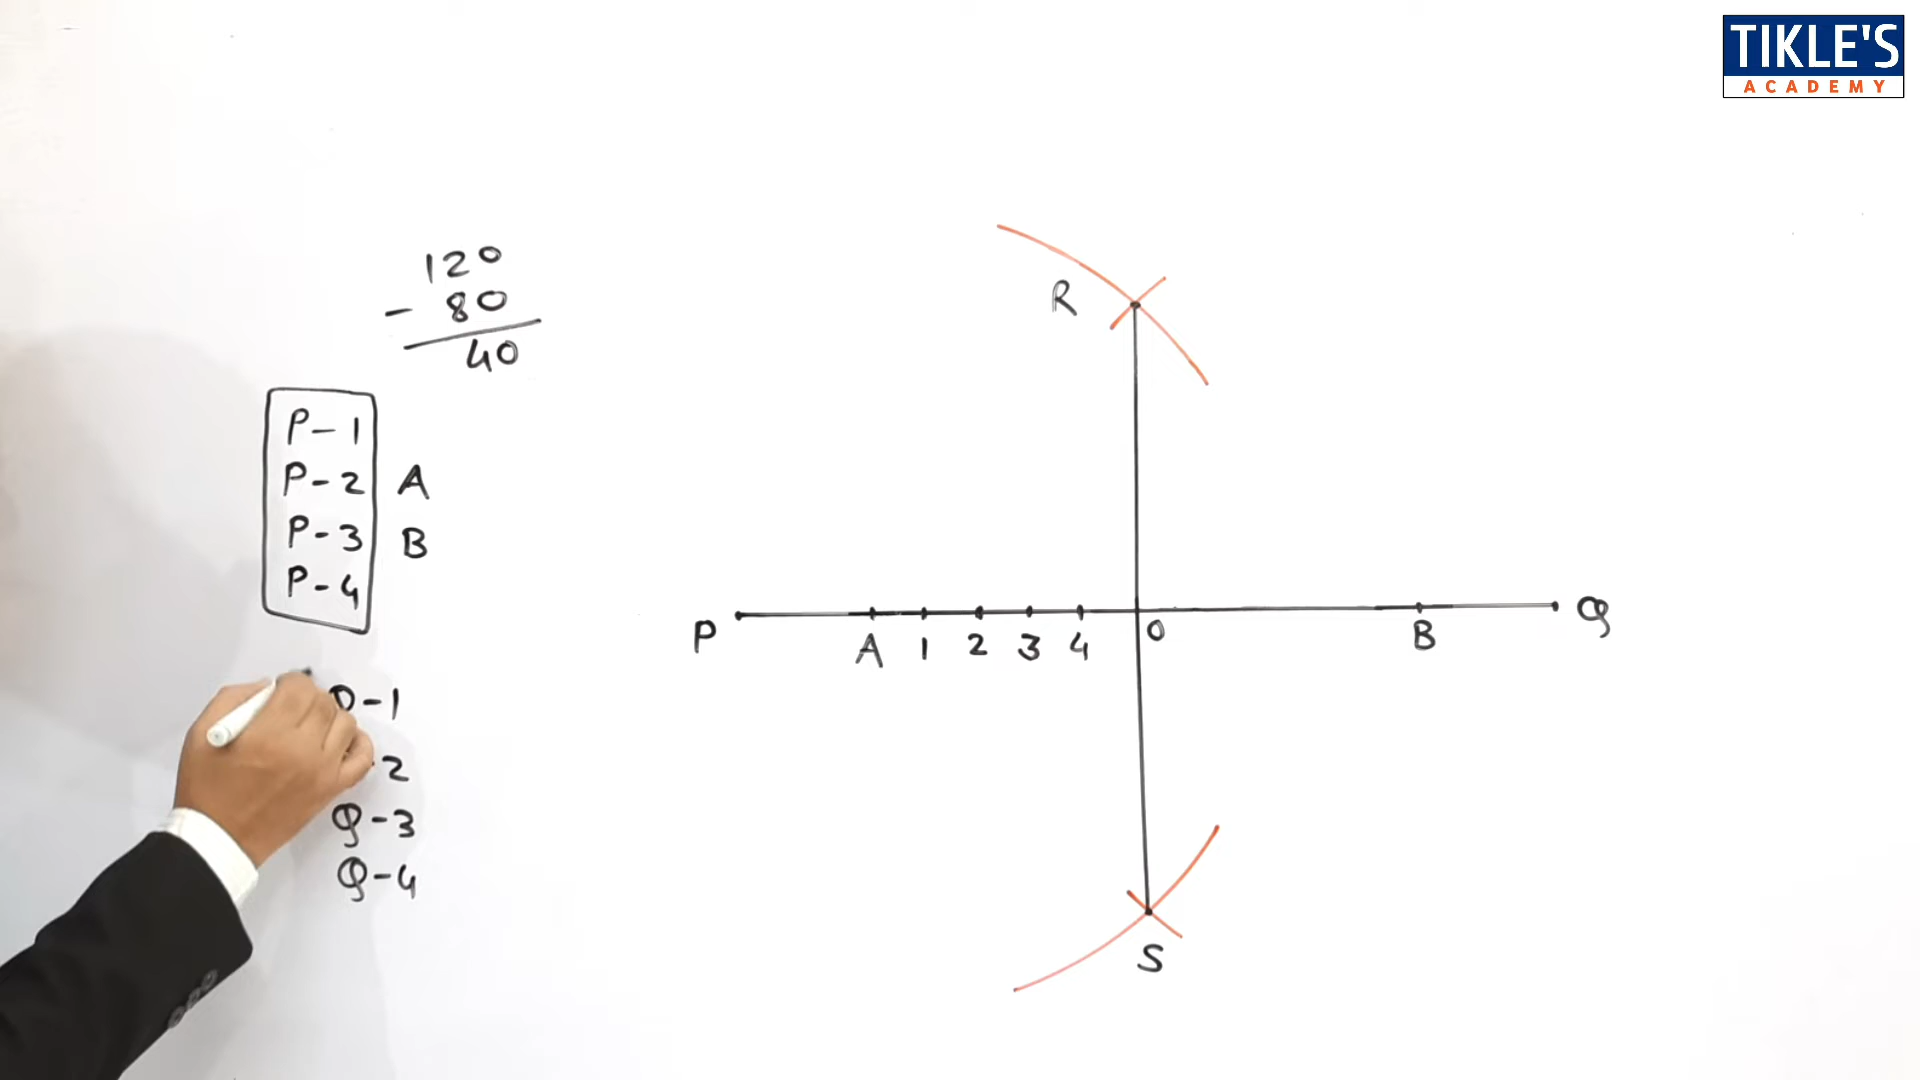 TIKLE'S
ACADEMY
120
- 80
40
P-1
P-2 A
P-3 B
P-4
-1
-2
Q-3
Q-4
R
P A 1 2 3 4 O B Q
S